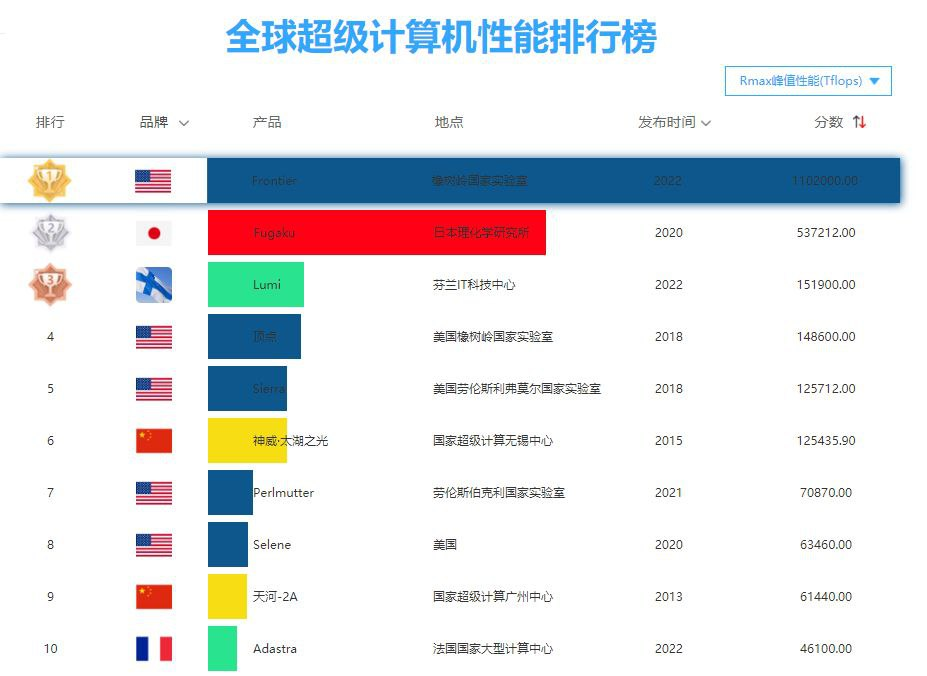 全球超级计算机性能排行榜
Rmax峰值性能(Tflops)
排行 品牌 产品 地点 发布时间 分数
1 Frontier 橡树岭国家实验室 2022 1102000.00
2 Fugaku 日本理化学研究所 2020 537212.00
3 Lumi 芬兰IT科技中心 2022 151900.00
4 顶点 美国橡树岭国家实验室 2018 148600.00
5 Sierra 美国劳伦斯利弗莫尔国家实验室 2018 125712.00
6 神威·太湖之光 国家超级计算无锡中心 2015 125435.90
7 Perlmutter 劳伦斯伯克利国家实验室 2021 70870.00
8 Selene 美国 2020 63460.00
9 天河-2A 国家超级计算广州中心 2013 61440.00
10 Adastra 法国国家大型计算中心 2022 46100.00